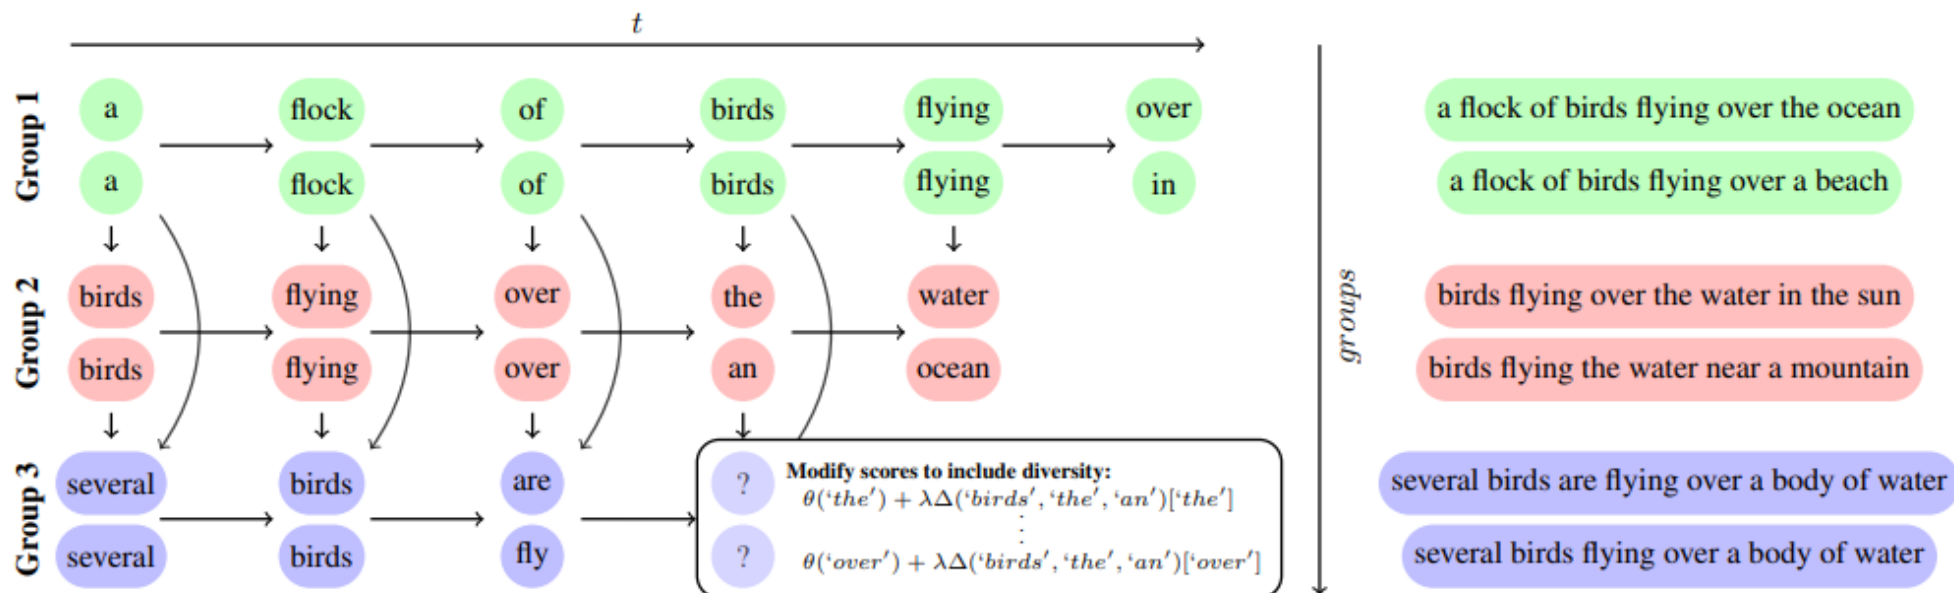 t
Group 1
a flock of birds flying over
a flock of birds flying in
a flock of birds flying over the ocean
a flock of birds flying over a beach
groups
Group 2
birds flying over the water
birds flying over an ocean
birds flying over the water in the sun
birds flying the water near a mountain
Group 3
several birds are ?
several birds fly ?
Modify scores to include diversity:
θ(‘the′) + λΔ(‘birds′, ‘the′, ‘an′)[‘the′]
⋮
θ(‘over′) + λΔ(‘birds′, ‘the′, ‘an′)[‘over′]
several birds are flying over a body of water
several birds flying over a body of water